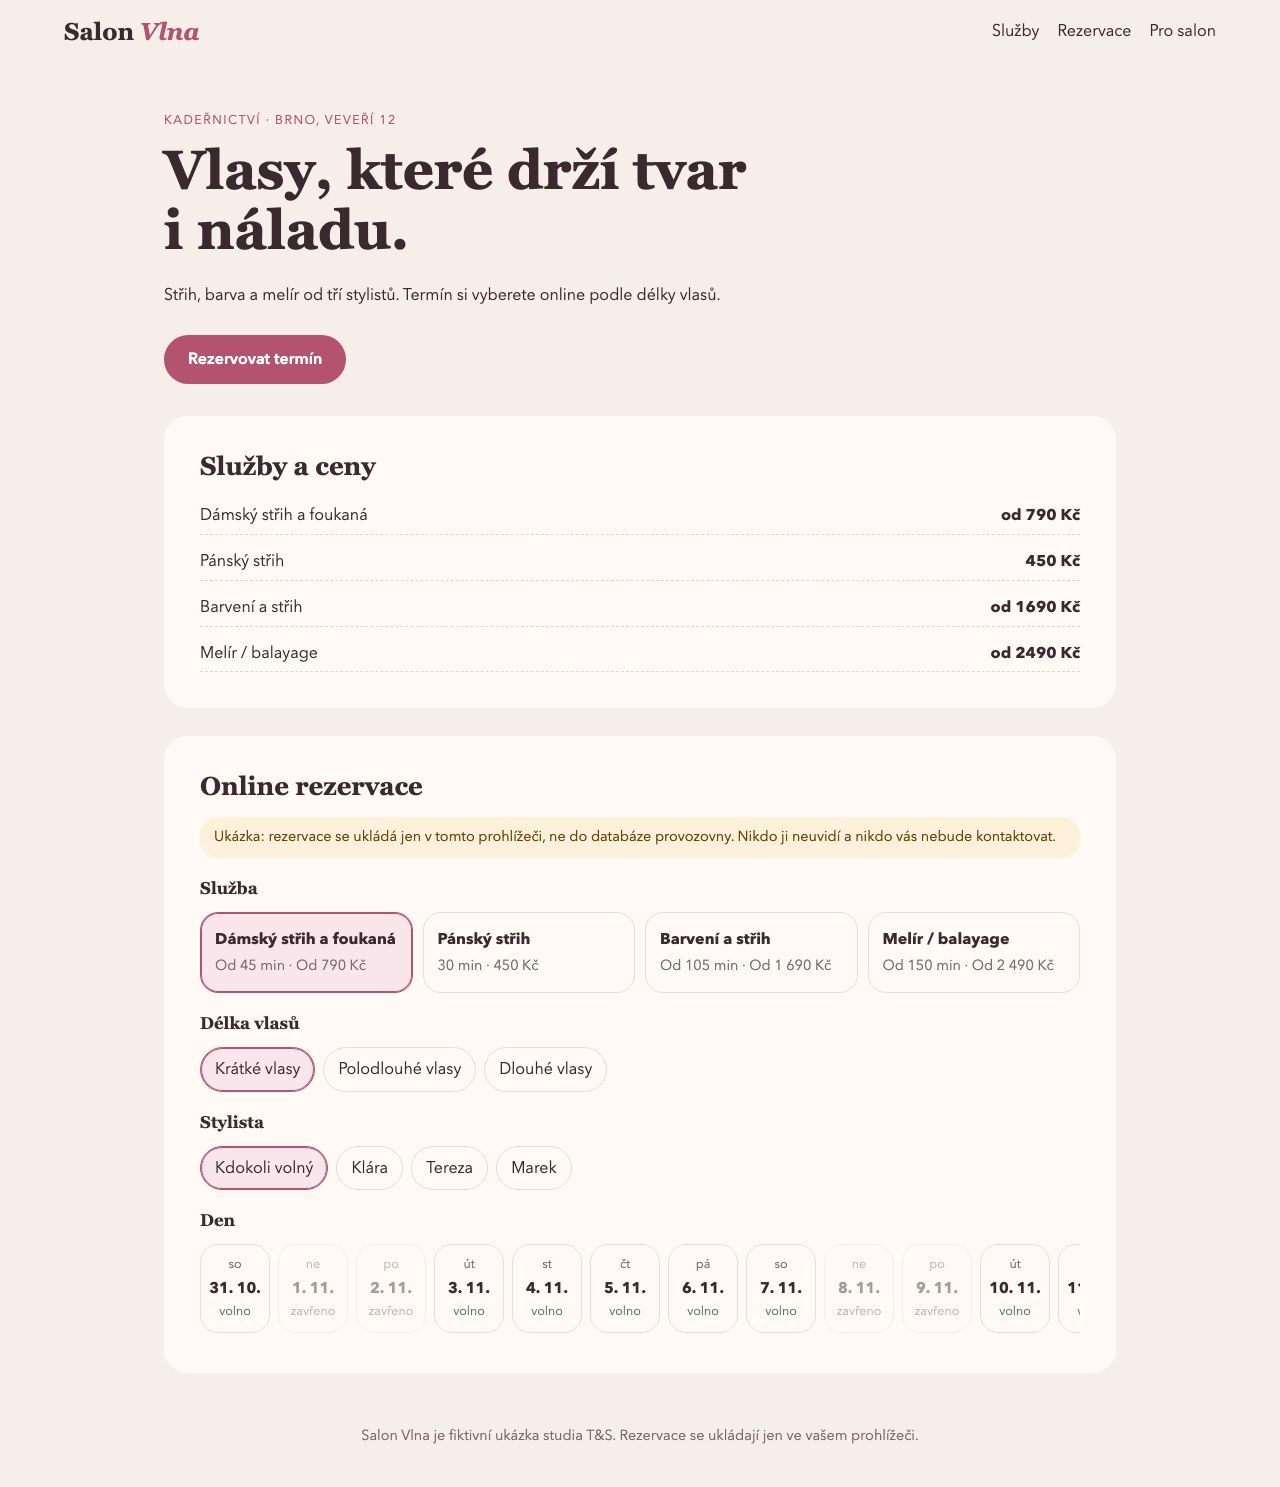 Salon Vlna
Služby Rezervace Pro salon
KADEŘNICTVÍ · BRNO, VEVEŘÍ 12
Vlasy, které drží tvar
i náladu.
Střih, barva a melír od tří stylistů. Termín si vyberete online podle délky vlasů.
Rezervovat termín
Služby a ceny
Dámský střih a foukaná od 790 Kč
Pánský střih 450 Kč
Barvení a střih od 1690 Kč
Melír / balayage od 2490 Kč
Online rezervace
Ukázka: rezervace se ukládá jen v tomto prohlížeči, ne do databáze provozovny. Nikdo ji neuvidí a nikdo vás nebude kontaktovat.
Služba
Dámský střih a foukaná Pánský střih Barvení a střih Melír / balayage
Od 45 min · Od 790 Kč 30 min · 450 Kč Od 105 min · Od 1 690 Kč Od 150 min · Od 2 490 Kč
Délka vlasů
Krátké vlasy Polodlouhé vlasy Dlouhé vlasy
Stylista
Kdokoli volný Klára Tereza Marek
Den
so ne po út st čt pá so ne po út
31. 10. 1. 11. 2. 11. 3. 11. 4. 11. 5. 11. 6. 11. 7. 11. 8. 11. 9. 11. 10. 11.
volno zavřeno zavřeno volno volno volno volno volno zavřeno zavřeno volno
Salon Vlna je fiktivní ukázka studia T&S. Rezervace se ukládají jen ve vašem prohlížeči.